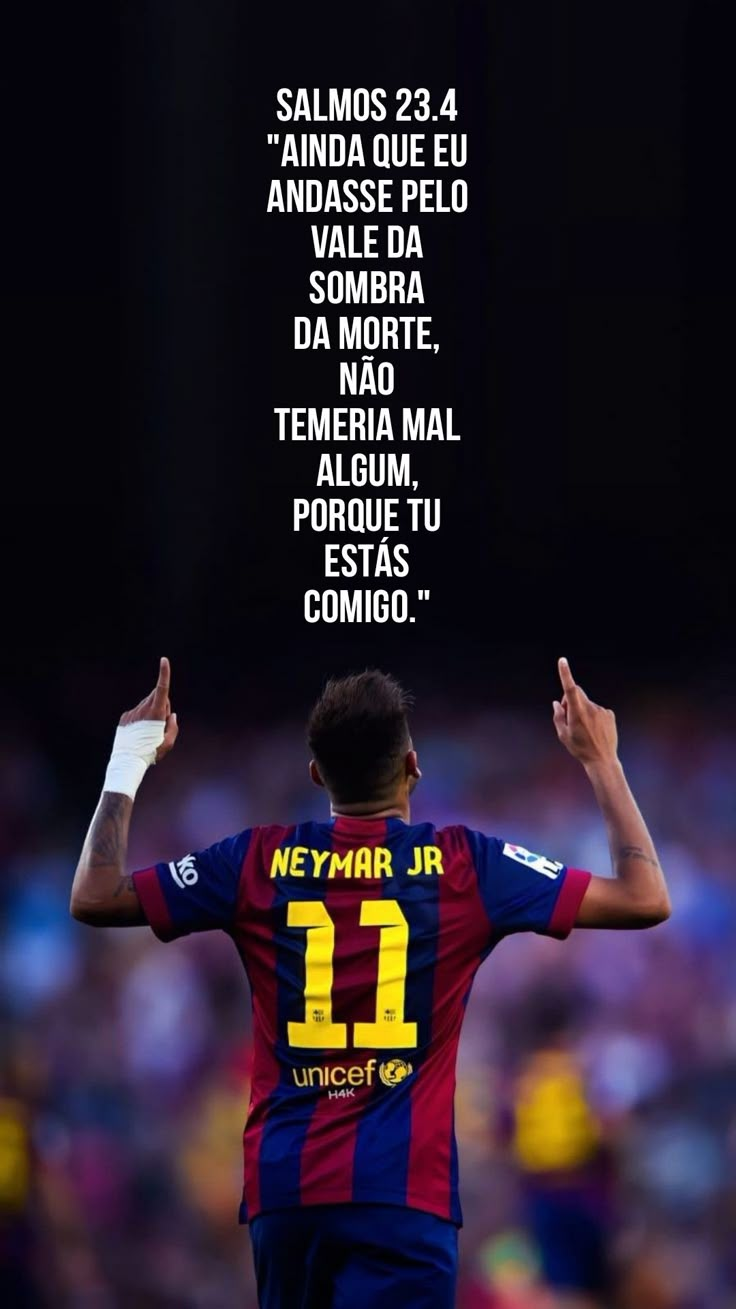 SALMOS 23.4
"AINDA QUE EU
ANDASSE PELO
VALE DA
SOMBRA
DA MORTE,
NÃO
TEMERIA MAL
ALGUM,
PORQUE TU
ESTÁS
COMIGO."
KO
NEYMAR JR
11
unicef
H4K